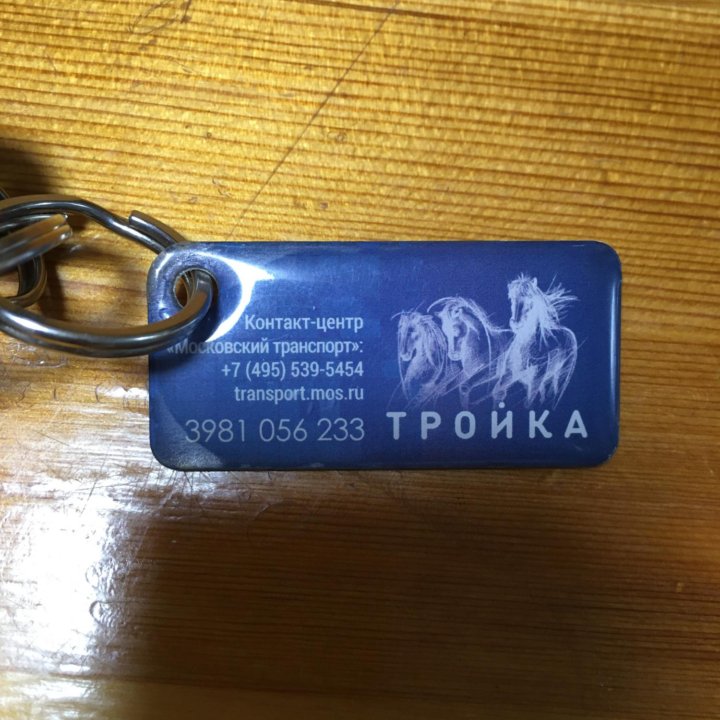 Контакт-центр
«Московский транспорт»:
+7 (495) 539-5454
transport.mos.ru
3981 056 233
ТРОЙКА